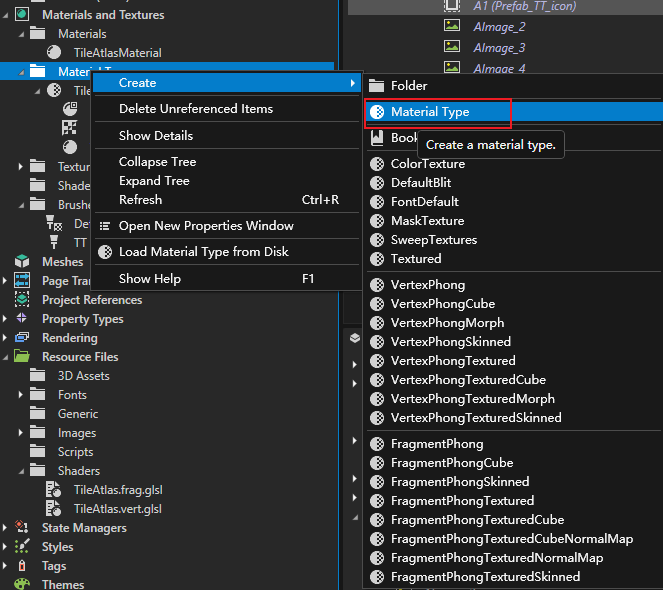 Materials and Textures
Materials
TileAtlasMaterial
Material T
Tile
Textur
Shade
Brushe
De
TT
Meshes
Page Tran
Project References
Property Types
Rendering
Resource Files
3D Assets
Fonts
Generic
Images
Scripts
Shaders
TileAtlas.frag.glsl
TileAtlas.vert.glsl
State Managers
Styles
Tags
Themes
Create
Delete Unreferenced Items
Show Details
Collapse Tree
Expand Tree
Refresh Ctrl+R
Open New Properties Window
Load Material Type from Disk
Show Help F1
A1 (Prefab_TT_icon)
AImage_2
AImage_3
AImage_4
Folder
Material Type
Book
Create a material type.
ColorTexture
DefaultBlit
FontDefault
MaskTexture
SweepTextures
Textured
VertexPhong
VertexPhongCube
VertexPhongMorph
VertexPhongSkinned
VertexPhongTextured
VertexPhongTexturedCube
VertexPhongTexturedMorph
VertexPhongTexturedSkinned
FragmentPhong
FragmentPhongCube
FragmentPhongSkinned
FragmentPhongTextured
FragmentPhongTexturedCube
FragmentPhongTexturedCubeNormalMap
FragmentPhongTexturedNormalMap
FragmentPhongTexturedSkinned